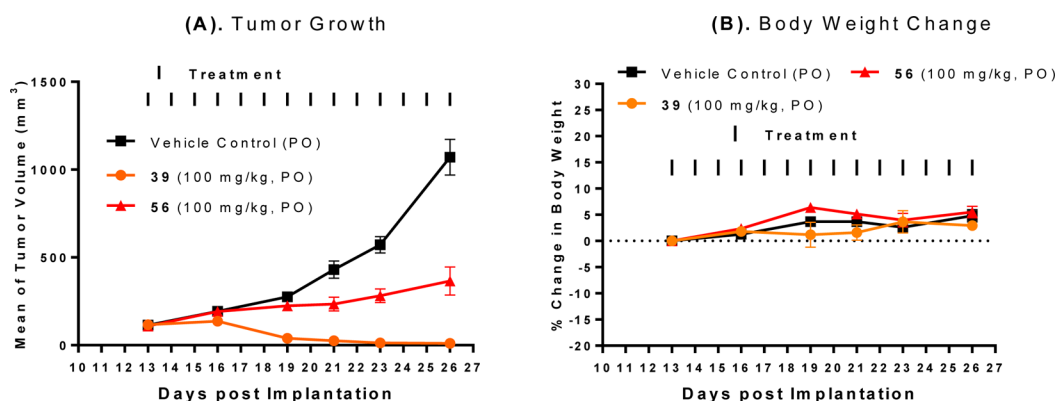 (A). Tumor Growth
Treatment
Mean of Tumor Volume (mm3)
1500
1000
500
0
Vehicle Control (PO)
39 (100 mg/kg, PO)
56 (100 mg/kg, PO)
10 11 12 13 14 15 16 17 18 19 20 21 22 23 24 25 26 27
Days post Implantation
(B). Body Weight Change
Vehicle Control (PO) 56 (100 mg/kg, PO)
39 (100 mg/kg, PO)
Treatment
% Change in Body Weight
30
25
20
15
10
5
0
-5
-10
-15
-20
10 11 12 13 14 15 16 17 18 19 20 21 22 23 24 25 26 27
Days post Implantation